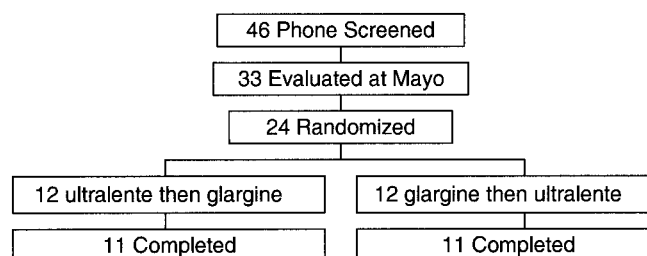 46 Phone Screened
33 Evaluated at Mayo
24 Randomized
12 ultralente then glargine
12 glargine then ultralente
11 Completed
11 Completed